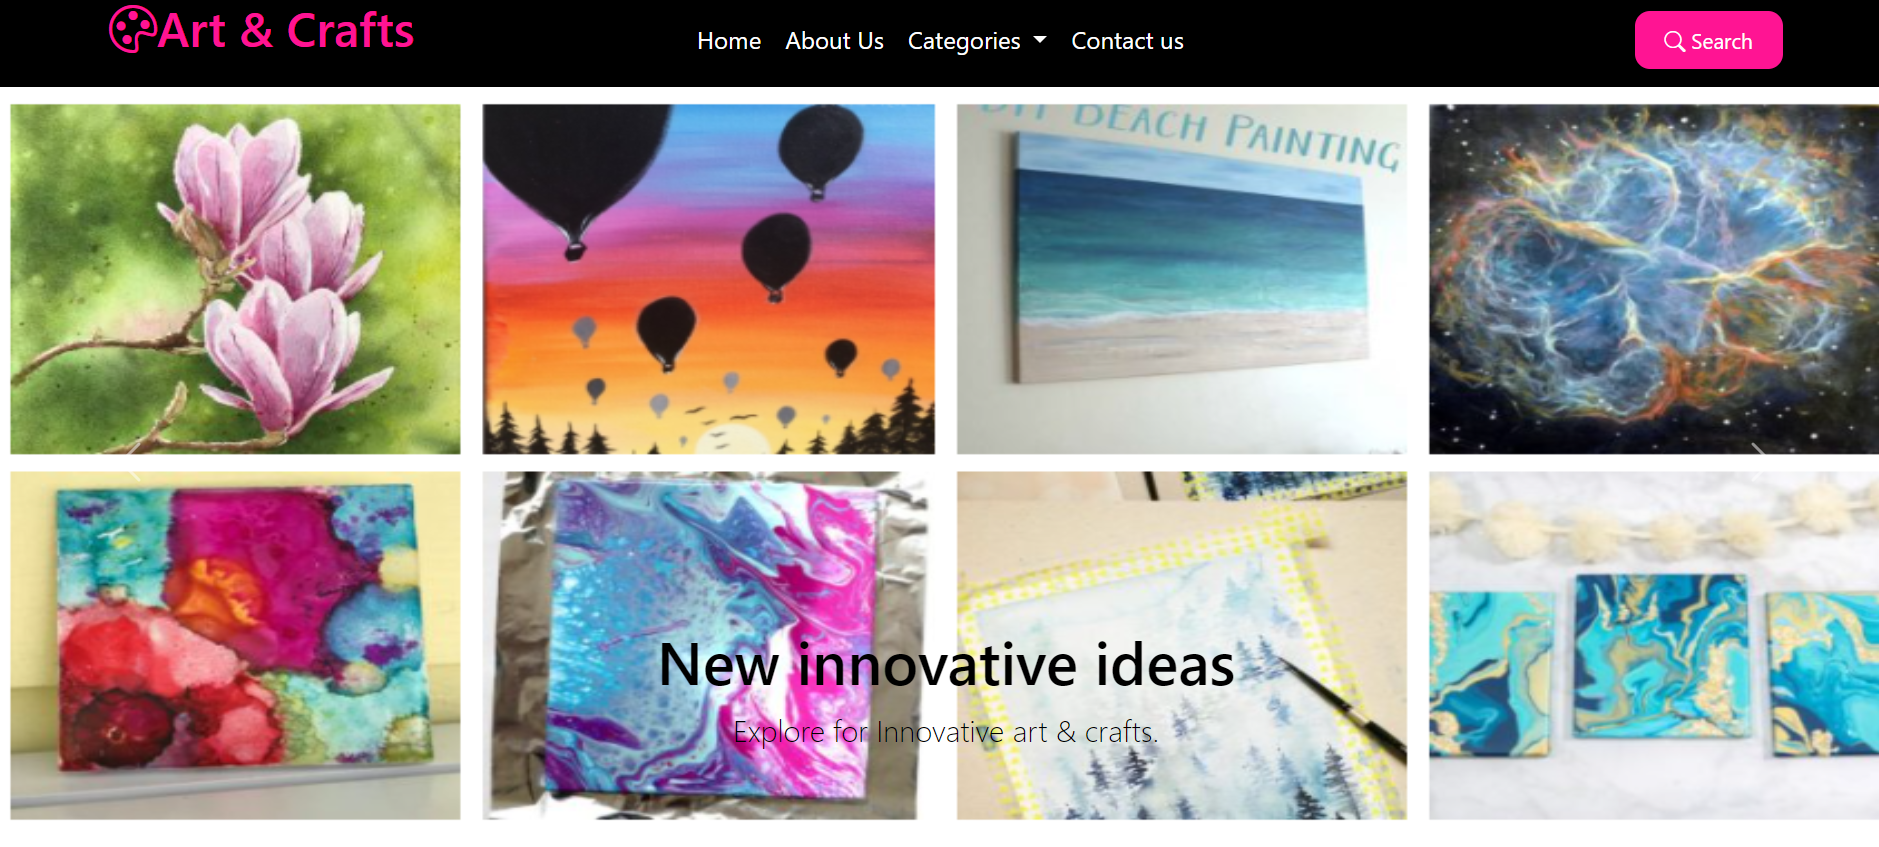 Art & Crafts
Home About Us Categories Contact us
Search
DIY BEACH PAINTING
New innovative ideas
Explore for Innovative art & crafts.